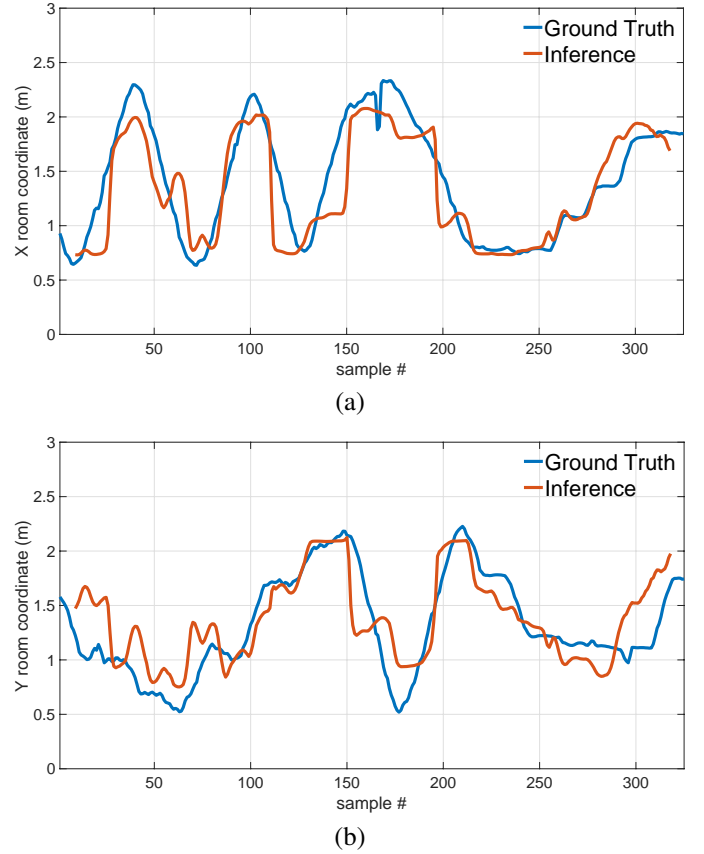 3
2.5
2
1.5
1
0.5
0
X room coordinate (m)
Ground Truth
Inference
50 100 150 200 250 300
sample #
(a)
3
2.5
2
1.5
1
0.5
0
Y room coordinate (m)
Ground Truth
Inference
50 100 150 200 250 300
sample #
(b)